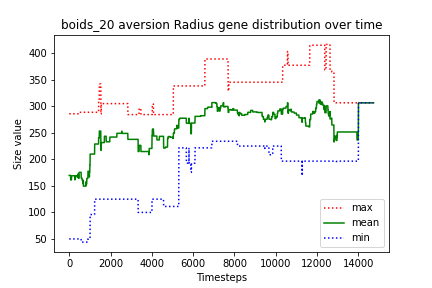 boids_20 aversion Radius gene distribution over time
400
350
300
250
200
150
100
50
Size value
0
2000
4000
6000
8000
10000
12000
14000
Timesteps
max
mean
min